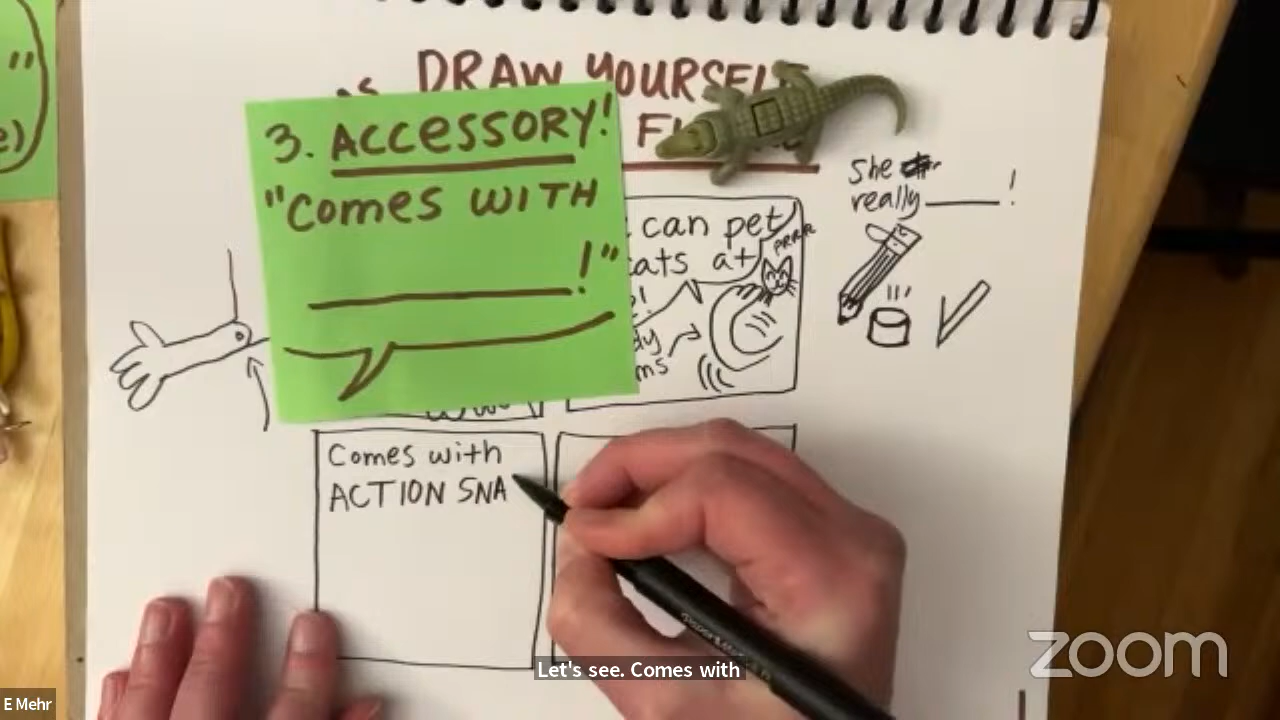 "
e)
DRAW YOURSELF
3. ACCESSORY!
"COMES WITH
!"
she
really !
can pet
PRRR
cats at
Comes with
ACTION SNA
Let's see. Comes with
E Mehr
zoom